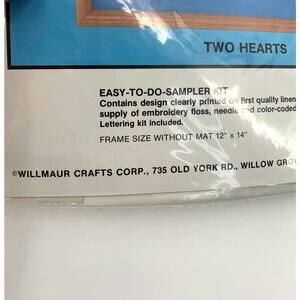 TWO HEARTS
EASY-TO-DO-SAMPLER KIT
Contains design clearly printed on first quality linen
supply of embroidery floss, needle and color-coded
Lettering kit included.
FRAME SIZE WITHOUT MAT 12" x 14"
©WILLMAUR CRAFTS CORP., 735 OLD YORK RD., WILLOW GROV